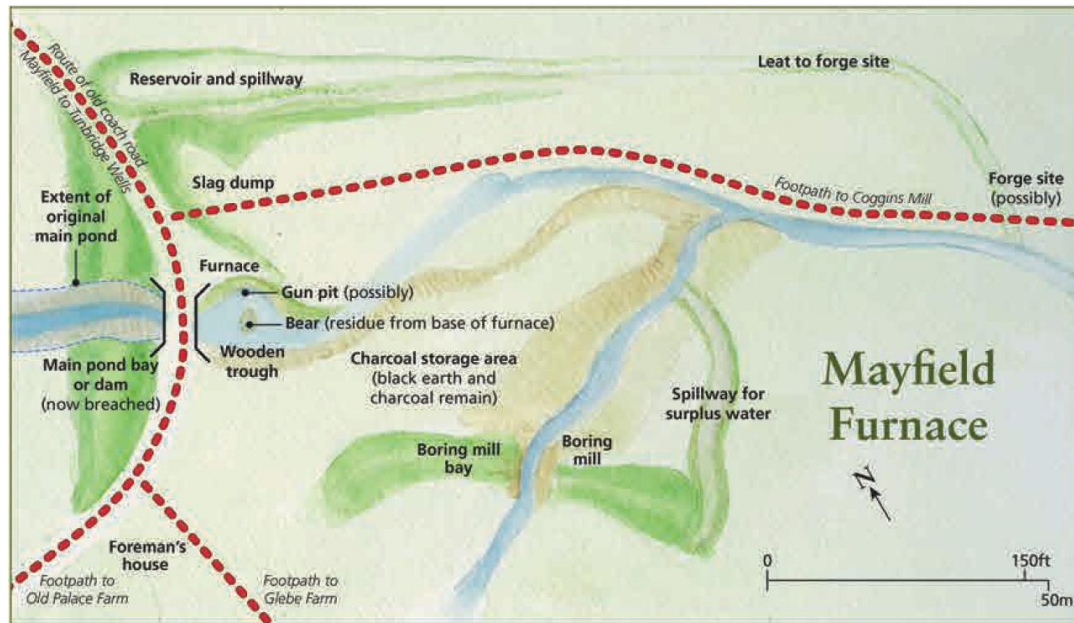 Route of old coach road
Mayfield to Tunbridge Wells
Reservoir and spillway
Leat to forge site
Slag dump
Footpath to Coggins Mill
Forge site
(possibly)
Extent of
original
main pond
Furnace
Gun pit (possibly)
Bear (residue from base of furnace)
Wooden
trough
Main pond bay
or dam
(now breached)
Charcoal storage area
(black earth and
charcoal remain)
Spillway for
surplus water
Mayfield
Furnace
Boring mill
bay
Boring
mill
N
Foreman's
house
Footpath to
Old Palace Farm
Footpath to
Glebe Farm
0
150ft
50m